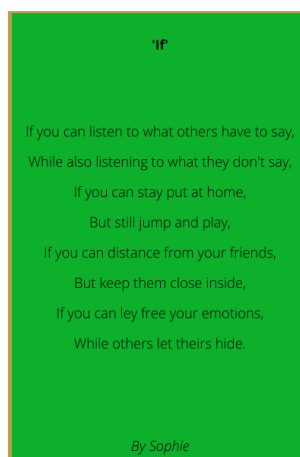 'If'
If you can listen to what others have to say,
While also listening to what they don't say,
If you can stay put at home,
But still jump and play,
If you can distance from your friends,
But keep them close inside,
If you can ley free your emotions,
While others let theirs hide.
By Sophie